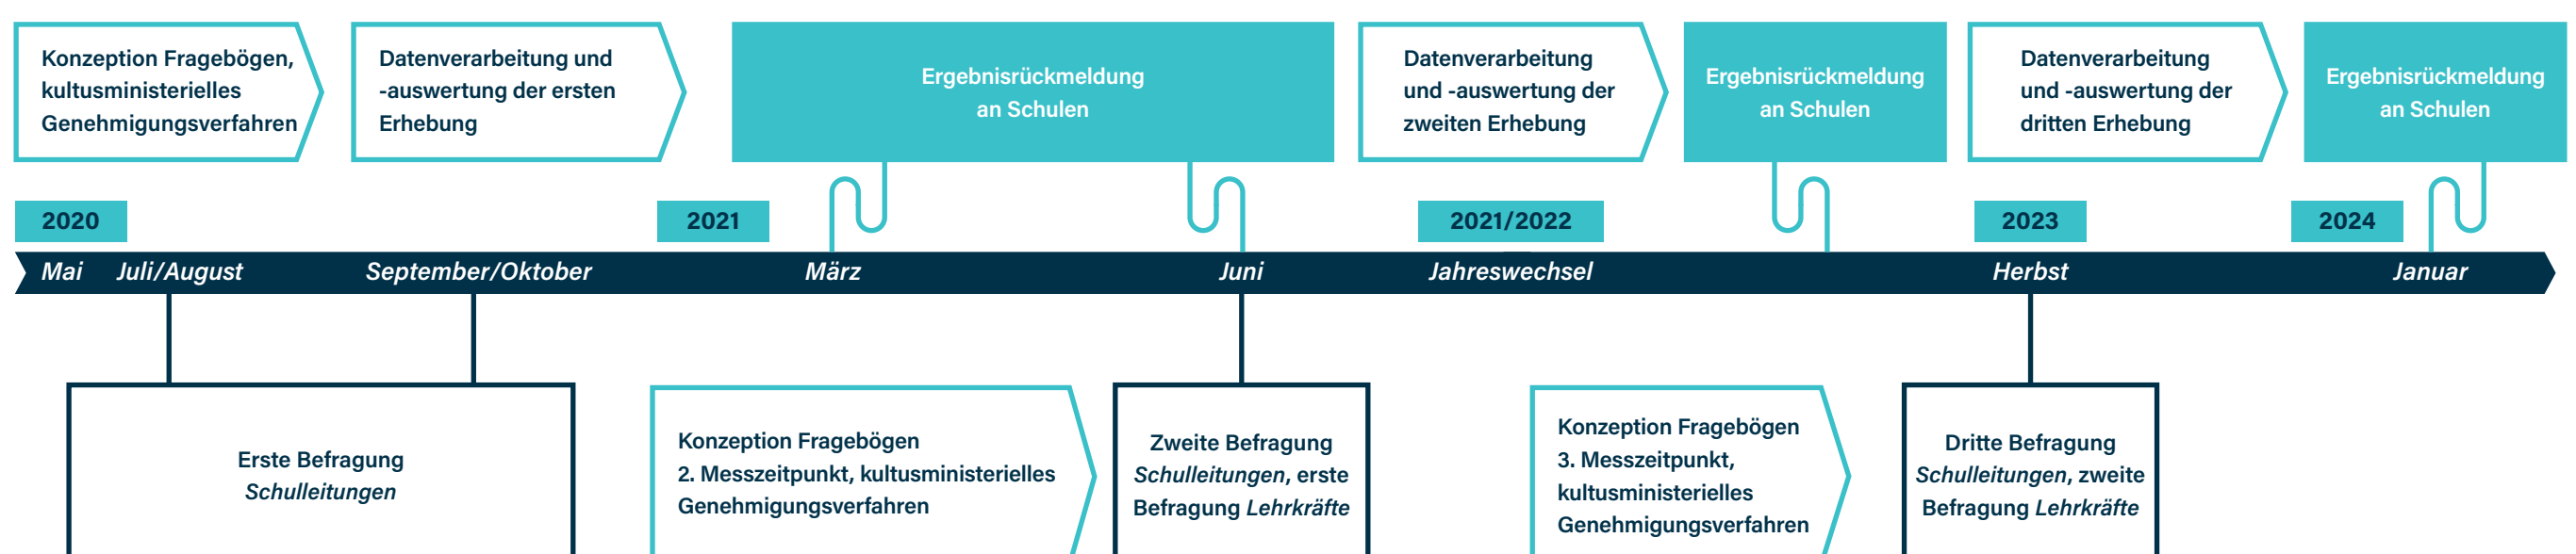 Konzeption Fragebögen,
kultusministerielles
Genehmigungsverfahren
Datenverarbeitung und
-auswertung der ersten
Erhebung
Ergebnisrückmeldung
an Schulen
Datenverarbeitung
und -auswertung der
zweiten Erhebung
Ergebnisrückmeldung
an Schulen
Datenverarbeitung
und -auswertung der
dritten Erhebung
Ergebnisrückmeldung
an Schulen
2020
2021
2021/2022
2023
2024
Mai
Juli/August
September/Oktober
März
Juni
Jahreswechsel
Herbst
Januar
Erste Befragung
Schulleitungen
Konzeption Fragebögen
2. Messzeitpunkt, kultusministerielles
Genehmigungsverfahren
Zweite Befragung
Schulleitungen, erste
Befragung Lehrkräfte
Konzeption Fragebögen
3. Messzeitpunkt,
kultusministerielles
Genehmigungsverfahren
Dritte Befragung
Schulleitungen, zweite
Befragung Lehrkräfte